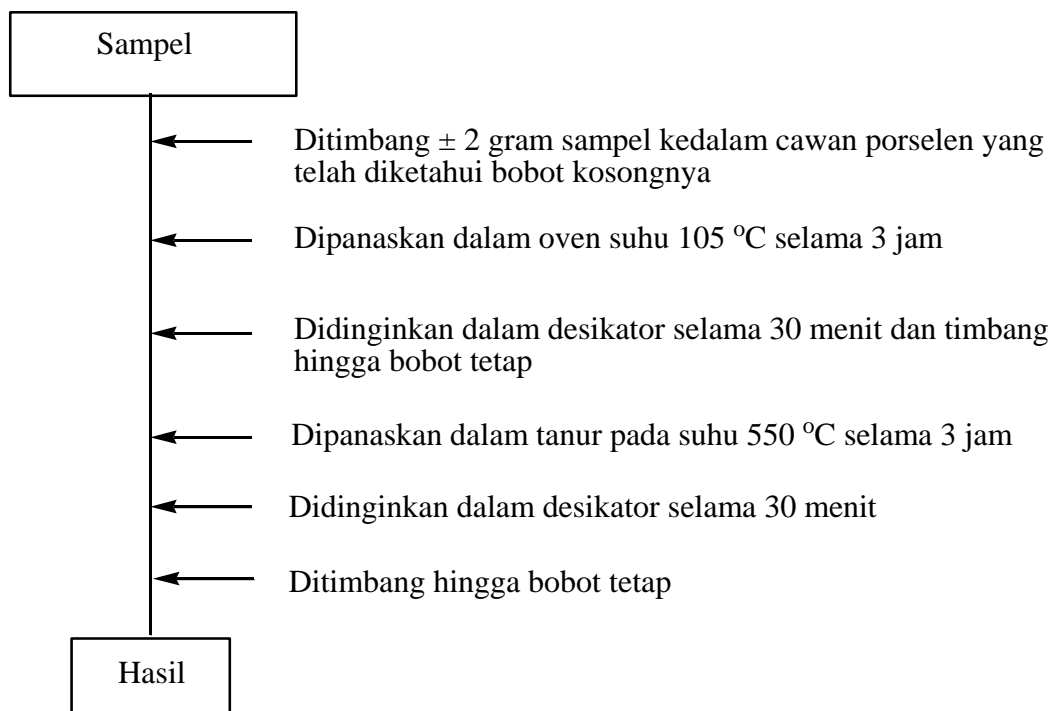 Sampel
Ditimbang ± 2 gram sampel kedalam cawan porselen yang
telah diketahui bobot kosongnya
Dipanaskan dalam oven suhu 105 °C selama 3 jam
Didinginkan dalam desikator selama 30 menit dan timbang
hingga bobot tetap
Dipanaskan dalam tanur pada suhu 550 °C selama 3 jam
Didinginkan dalam desikator selama 30 menit
Ditimbang hingga bobot tetap
Hasil